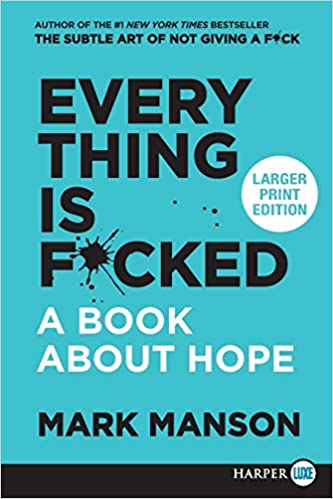 AUTHOR OF THE #1 NEW YORK TIMES BESTSELLER
THE SUBTLE ART OF NOT GIVING A F*CK
EVERY
THING
IS
F*CKED
LARGER
PRINT
EDITION
A BOOK
ABOUT HOPE
MARK MANSON
HARPER LUXE